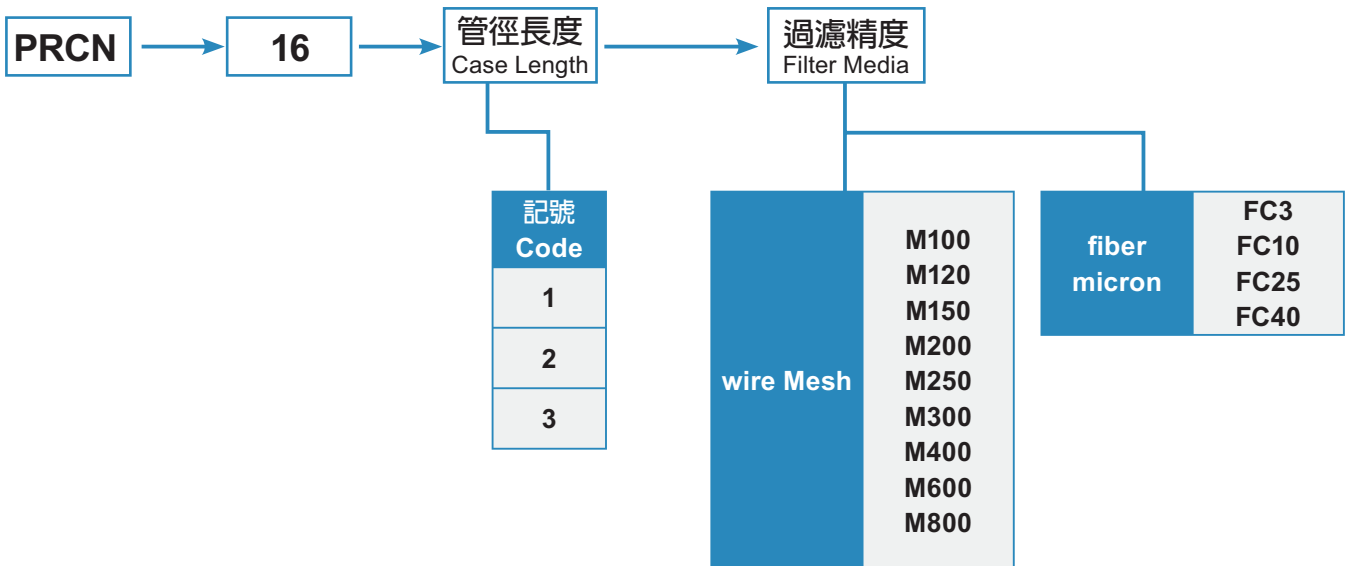 PRCN
16
管徑長度
Case Length
過濾精度
Filter Media
記號
Code
1
2
3
wire Mesh
M100
M120
M150
M200
M250
M300
M400
M600
M800
fiber
micron
FC3
FC10
FC25
FC40